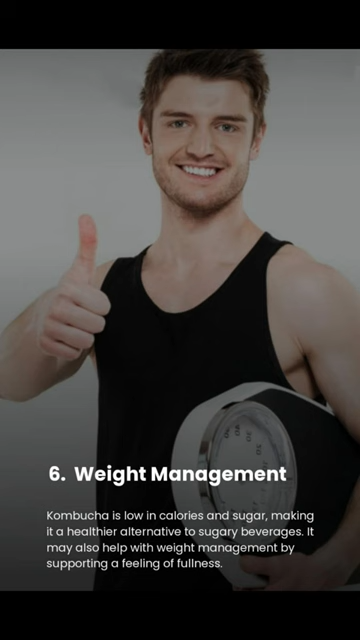 6. Weight Management
Kombucha is low in calories and sugar, making
it a healthier alternative to sugary beverages. It
may also help with weight management by
supporting a feeling of fullness.